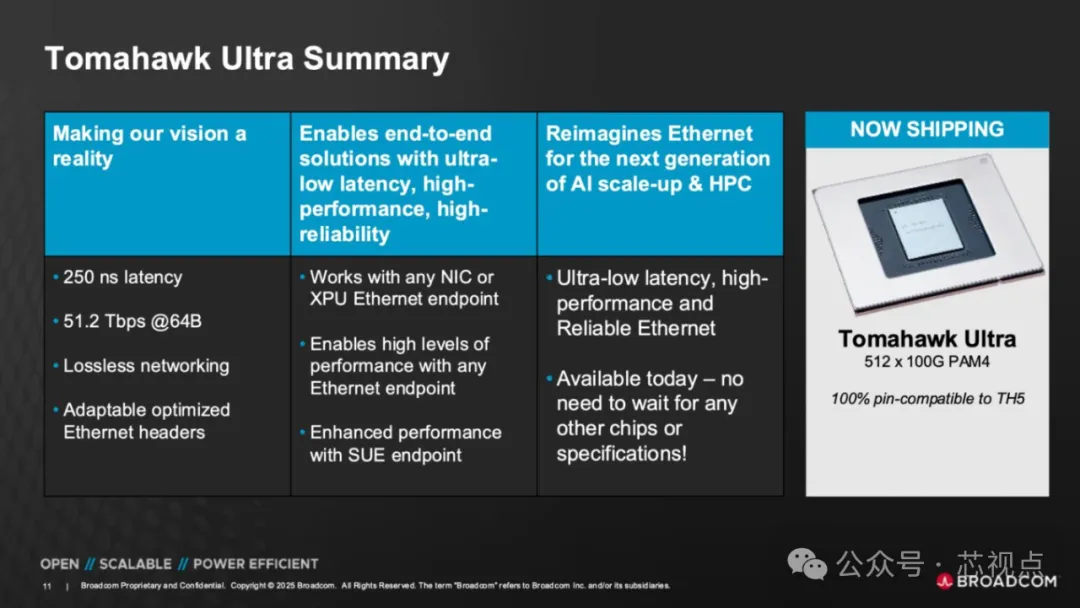 Tomahawk Ultra Summary
Making our vision a
reality
Enables end-to-end
solutions with ultra-
low latency, high-
performance, high-
reliability
Reimagines Ethernet
for the next generation
of AI scale-up & HPC
• 250 ns latency
• 51.2 Tbps @64B
• Lossless networking
• Adaptable optimized
Ethernet headers
• Works with any NIC or
XPU Ethernet endpoint
• Enables high levels of
performance with any
Ethernet endpoint
• Enhanced performance
with SUE endpoint
• Ultra-low latency, high-
performance and
Reliable Ethernet
• Available today – no
need to wait for any
other chips or
specifications!
NOW SHIPPING
Tomahawk Ultra
512 x 100G PAM4
100% pin-compatible to TH5
OPEN // SCALABLE // POWER EFFICIENT
11 | Broadcom Proprietary and Confidential. Copyright © 2025 Broadcom. All Rights Reserved. The term "Broadcom" refers to Broadcom Inc. and/or its subsidiaries.
公众号 · 芯视点
BROADCOM